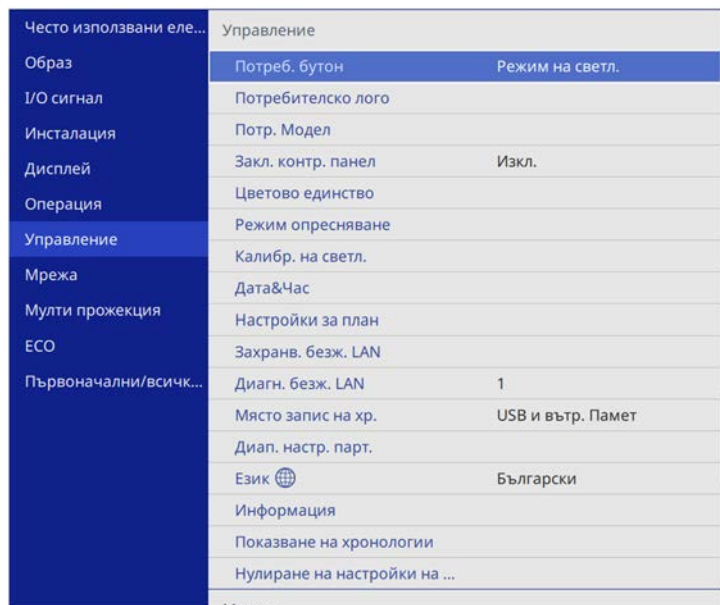 Често използвани еле...
Образ
I/O сигнал
Инсталация
Дисплей
Операция
Управление
Мрежа
Мулти прожекция
ECO
Първоначални/всичк...
Управление
Потреб. бутон Режим на светл.
Потребителско лого
Потр. Модел
Закл. контр. панел Изкл.
Цветово единство
Режим опресняване
Калибр. на светл.
Дата&Час
Настройки за план
Захранв. безж. LAN
Диагн. безж. LAN 1
Място запис на хр. USB и вътр. Памет
Диап. настр. парт.
Език Български
Информация
Показване на хронологии
Нулиране на настройки на ...